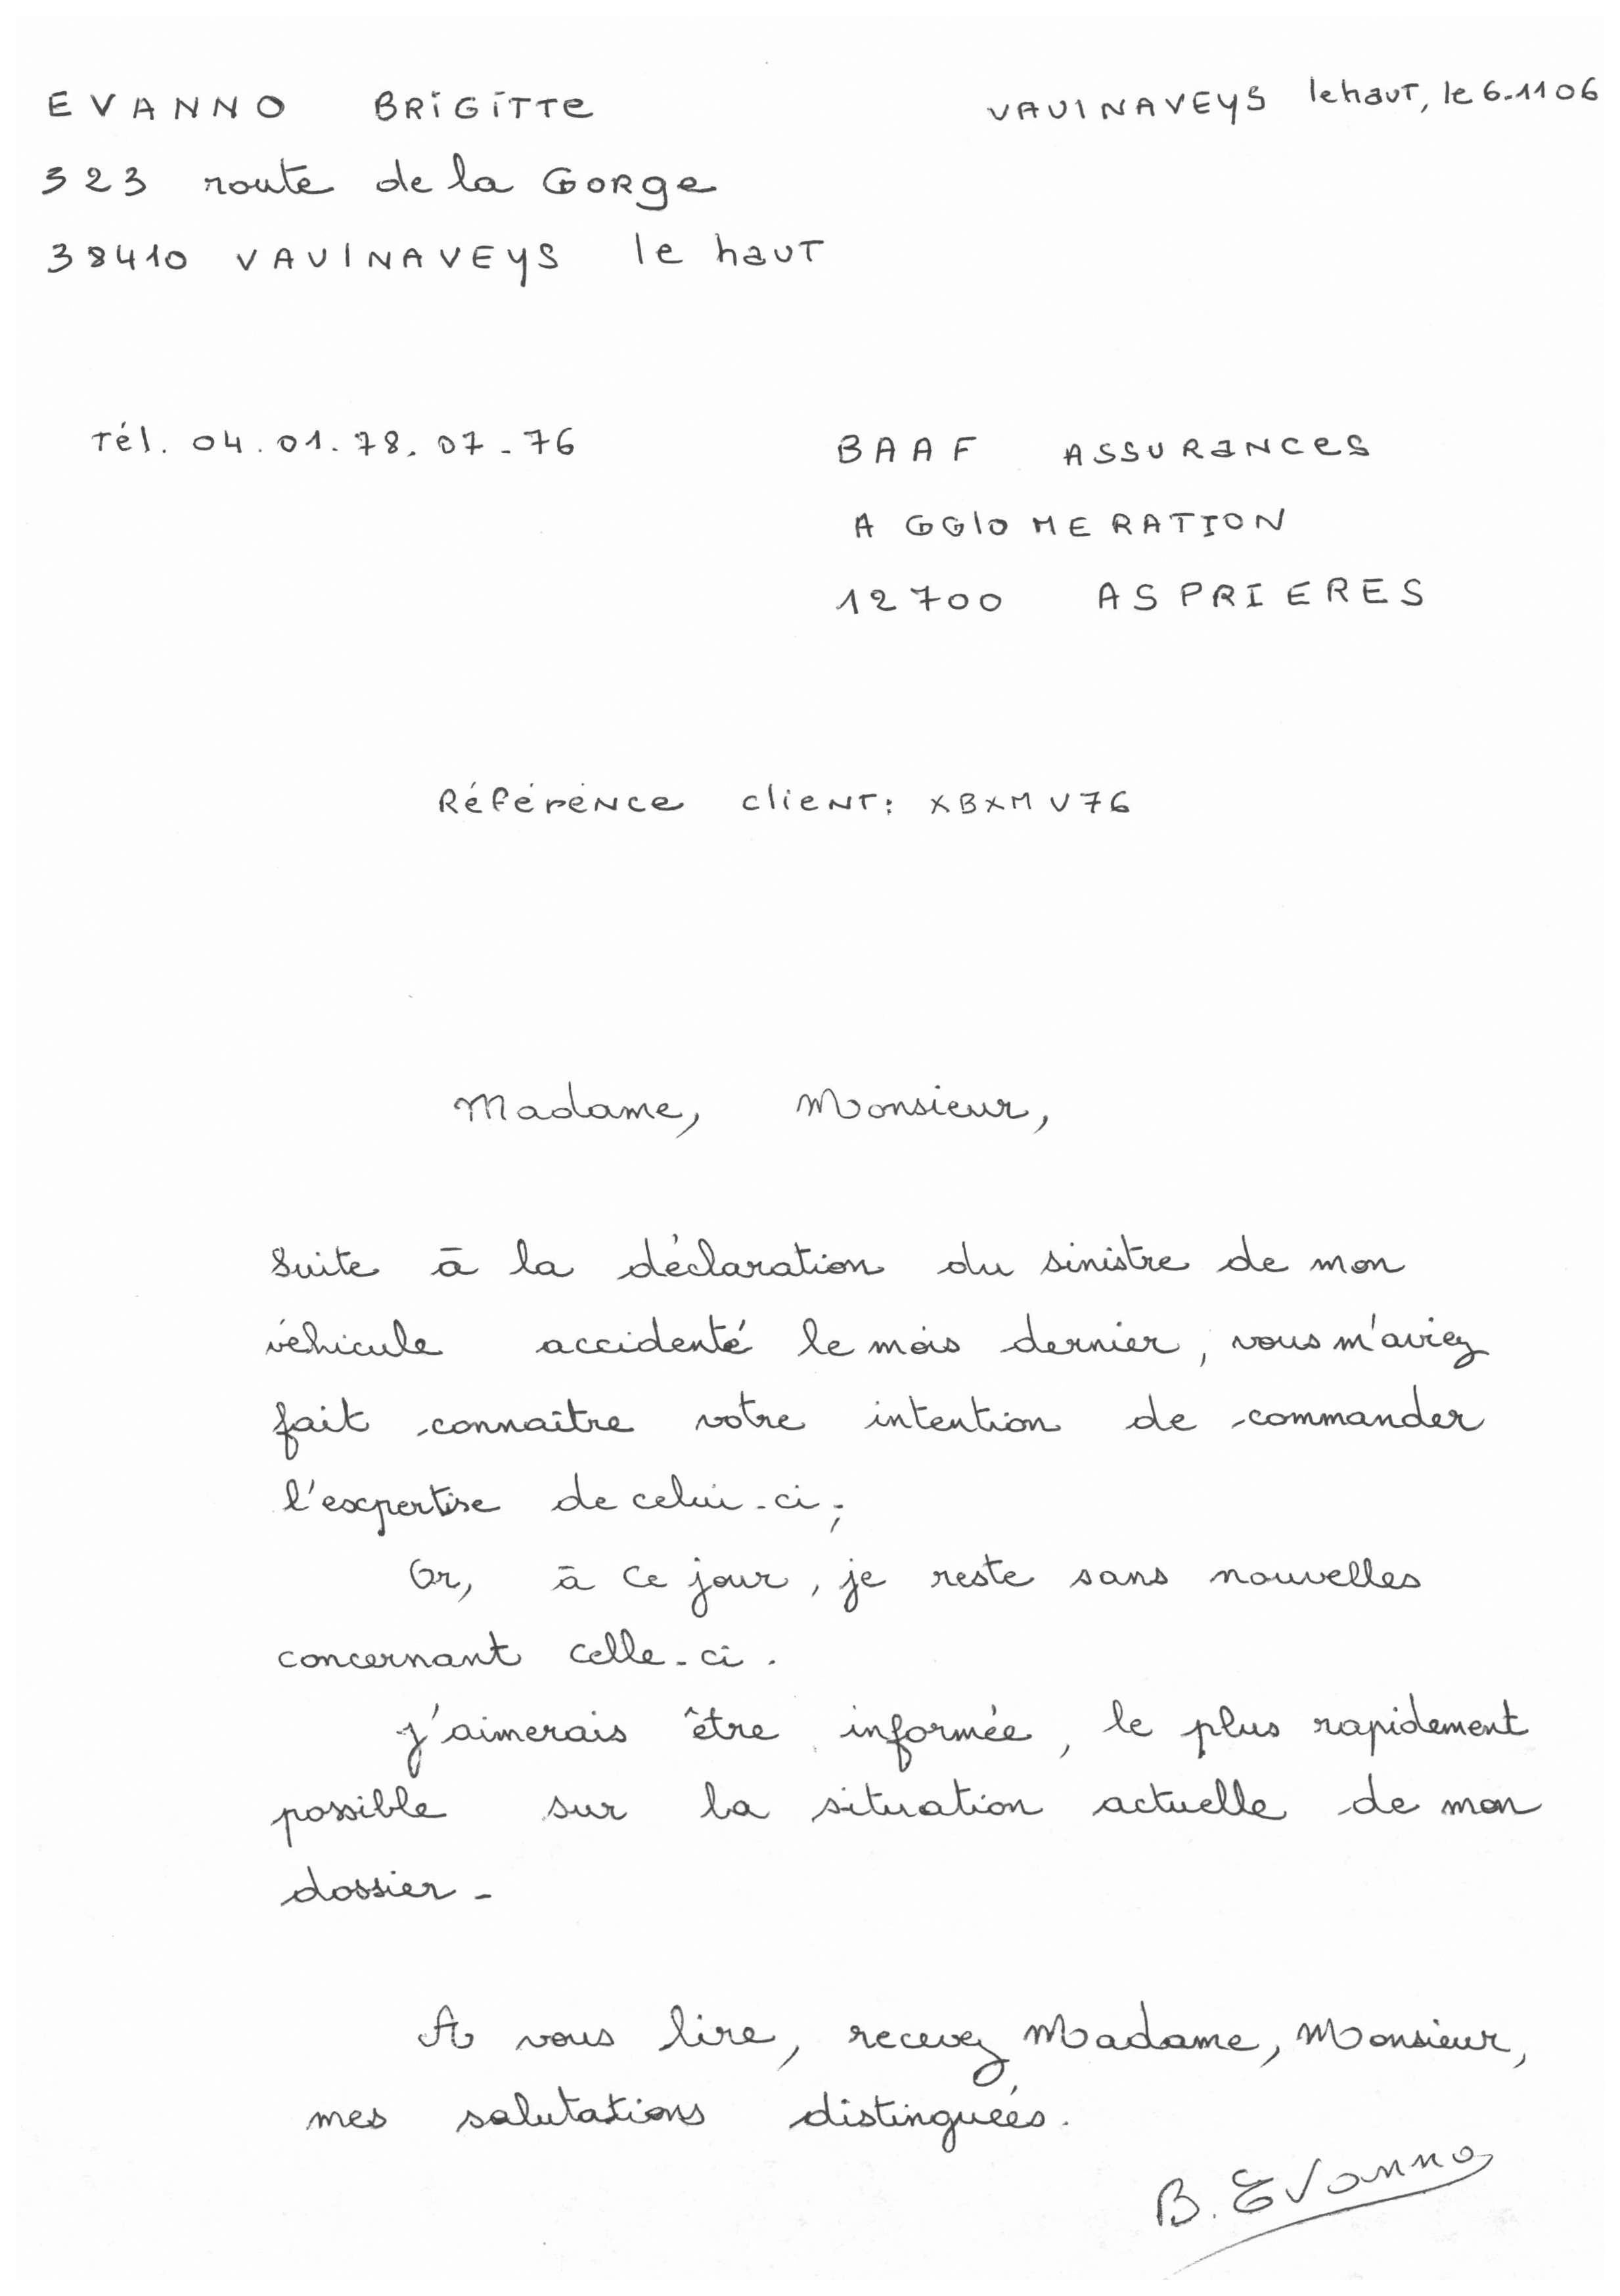 EVANNO BRIGITTE
VAUINAVEYS le haut, le 6.11 06
323 route de la Gorge
38410 VAUINAVEYS le haut
Tél. 04.01.78.07-76
BAAF ASSURANCES
AGGLOMERATION
12700 ASPRIERES
Référence client: XBXMV76
Madame, Monsieur,
Suite à la déclaration du sinistre de mon
véhicule accidenté le mois dernier, vous m'aviez
fait connaître votre intention de commander
l'expertise de celui-ci;
Or, à ce jour, je reste sans nouvelles
concernant celle-ci.
J'aimerais être informée, le plus rapidement
possible sur la situation actuelle de mon
dossier-
A vous lire, recevez Madame, Monsieur,
mes salutations distinguées.
B. Evanno